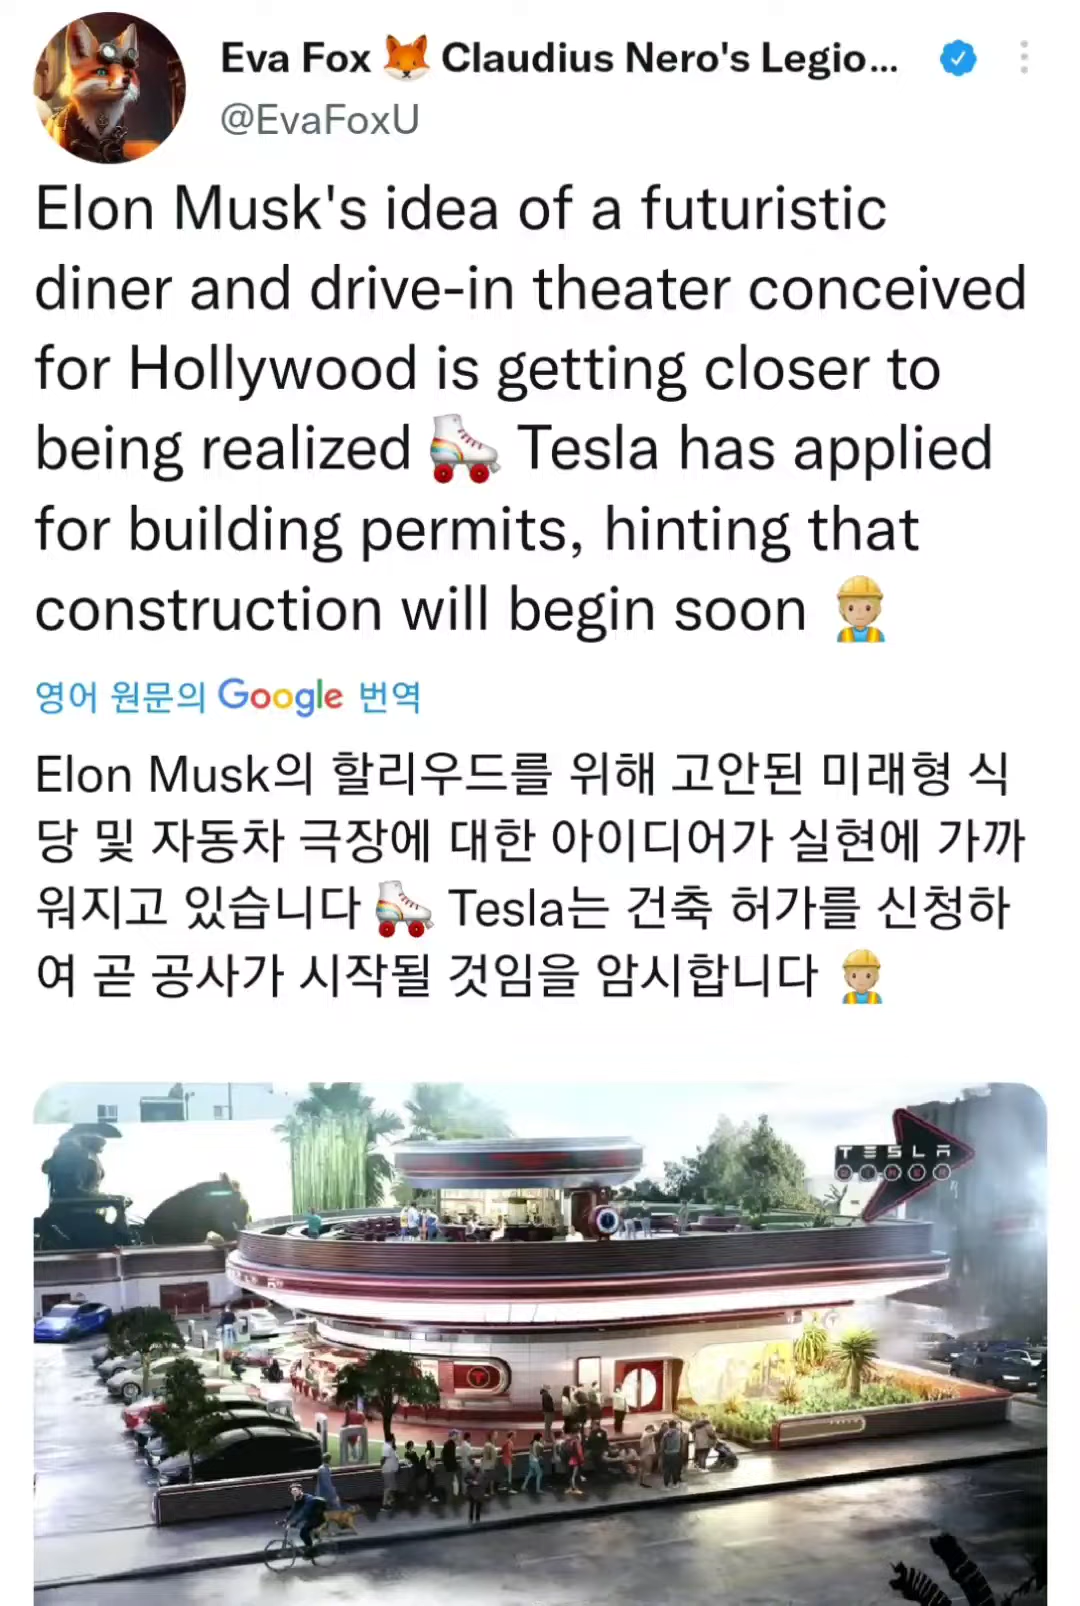 Eva Fox 🦊 Claudius Nero's Legio...
@EvaFoxU
Elon Musk's idea of a futuristic
diner and drive-in theater conceived
for Hollywood is getting closer to
being realized 🛼 Tesla has applied
for building permits, hinting that
construction will begin soon 👷🏼
영어 원문의 Google 번역
Elon Musk의 할리우드를 위해 고안된 미래형 식
당 및 자동차 극장에 대한 아이디어가 실현에 가까
워지고 있습니다 🛼 Tesla는 건축 허가를 신청하
여 곧 공사가 시작될 것임을 암시합니다 👷🏼
TESLA
DINER